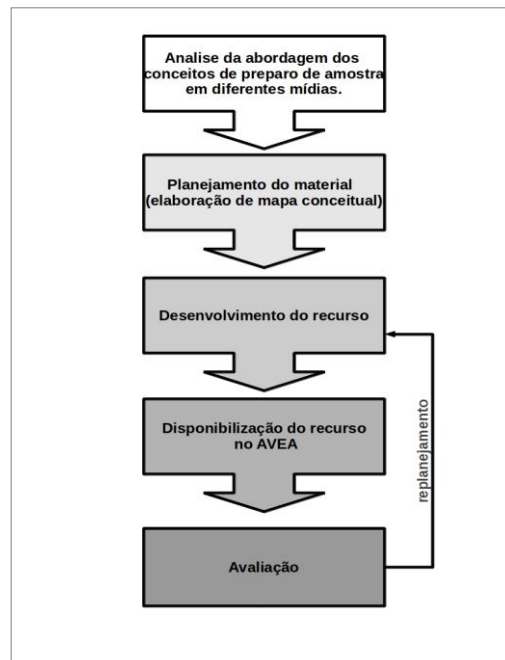 Analise da abordagem dos
conceitos de preparo de amostra
em diferentes mídias.
Planejamento do material
(elaboração de mapa conceitual)
Desenvolvimento do recurso
Disponibilização do recurso
no AVEA
Avaliação
replanejamento